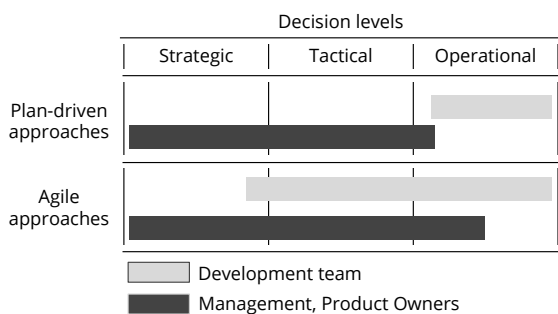 Decision levels
Strategic Tactical Operational
Plan-driven
approaches
Agile
approaches
Development team
Management, Product Owners